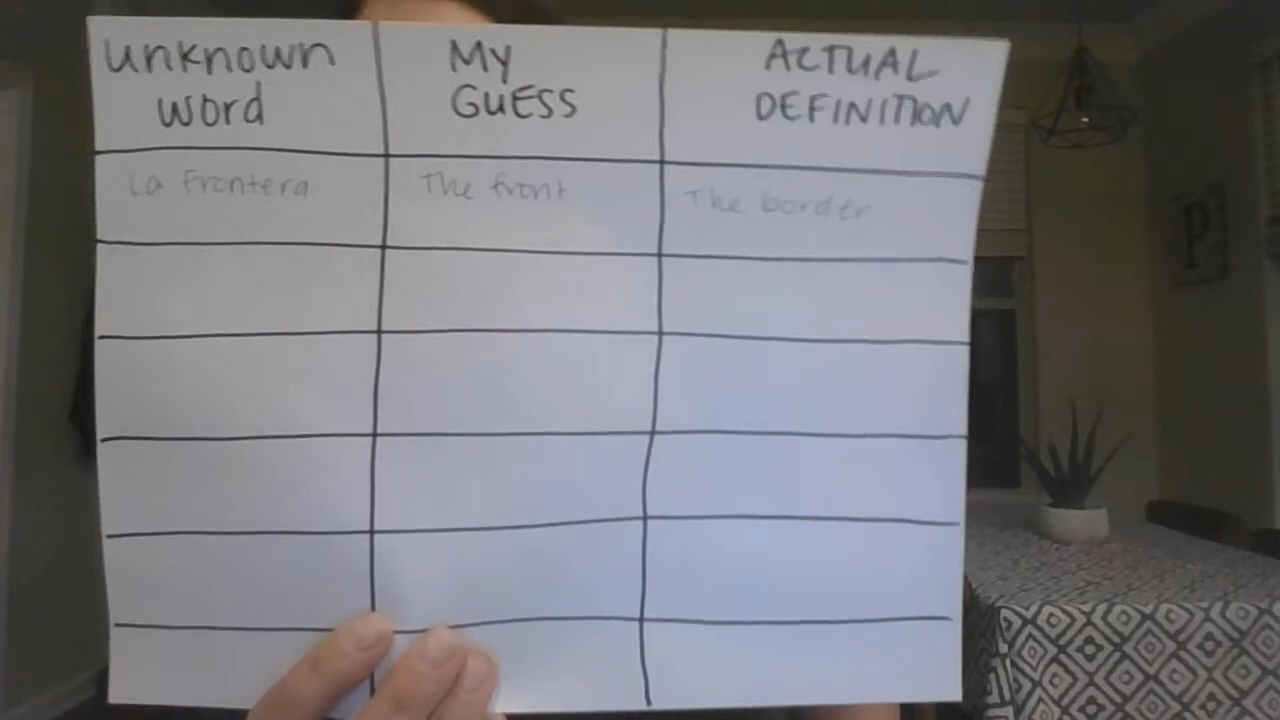 unknown
word
My
GUESS
ACTUAL
DEFINITION
la Frontera
The front
The border
P